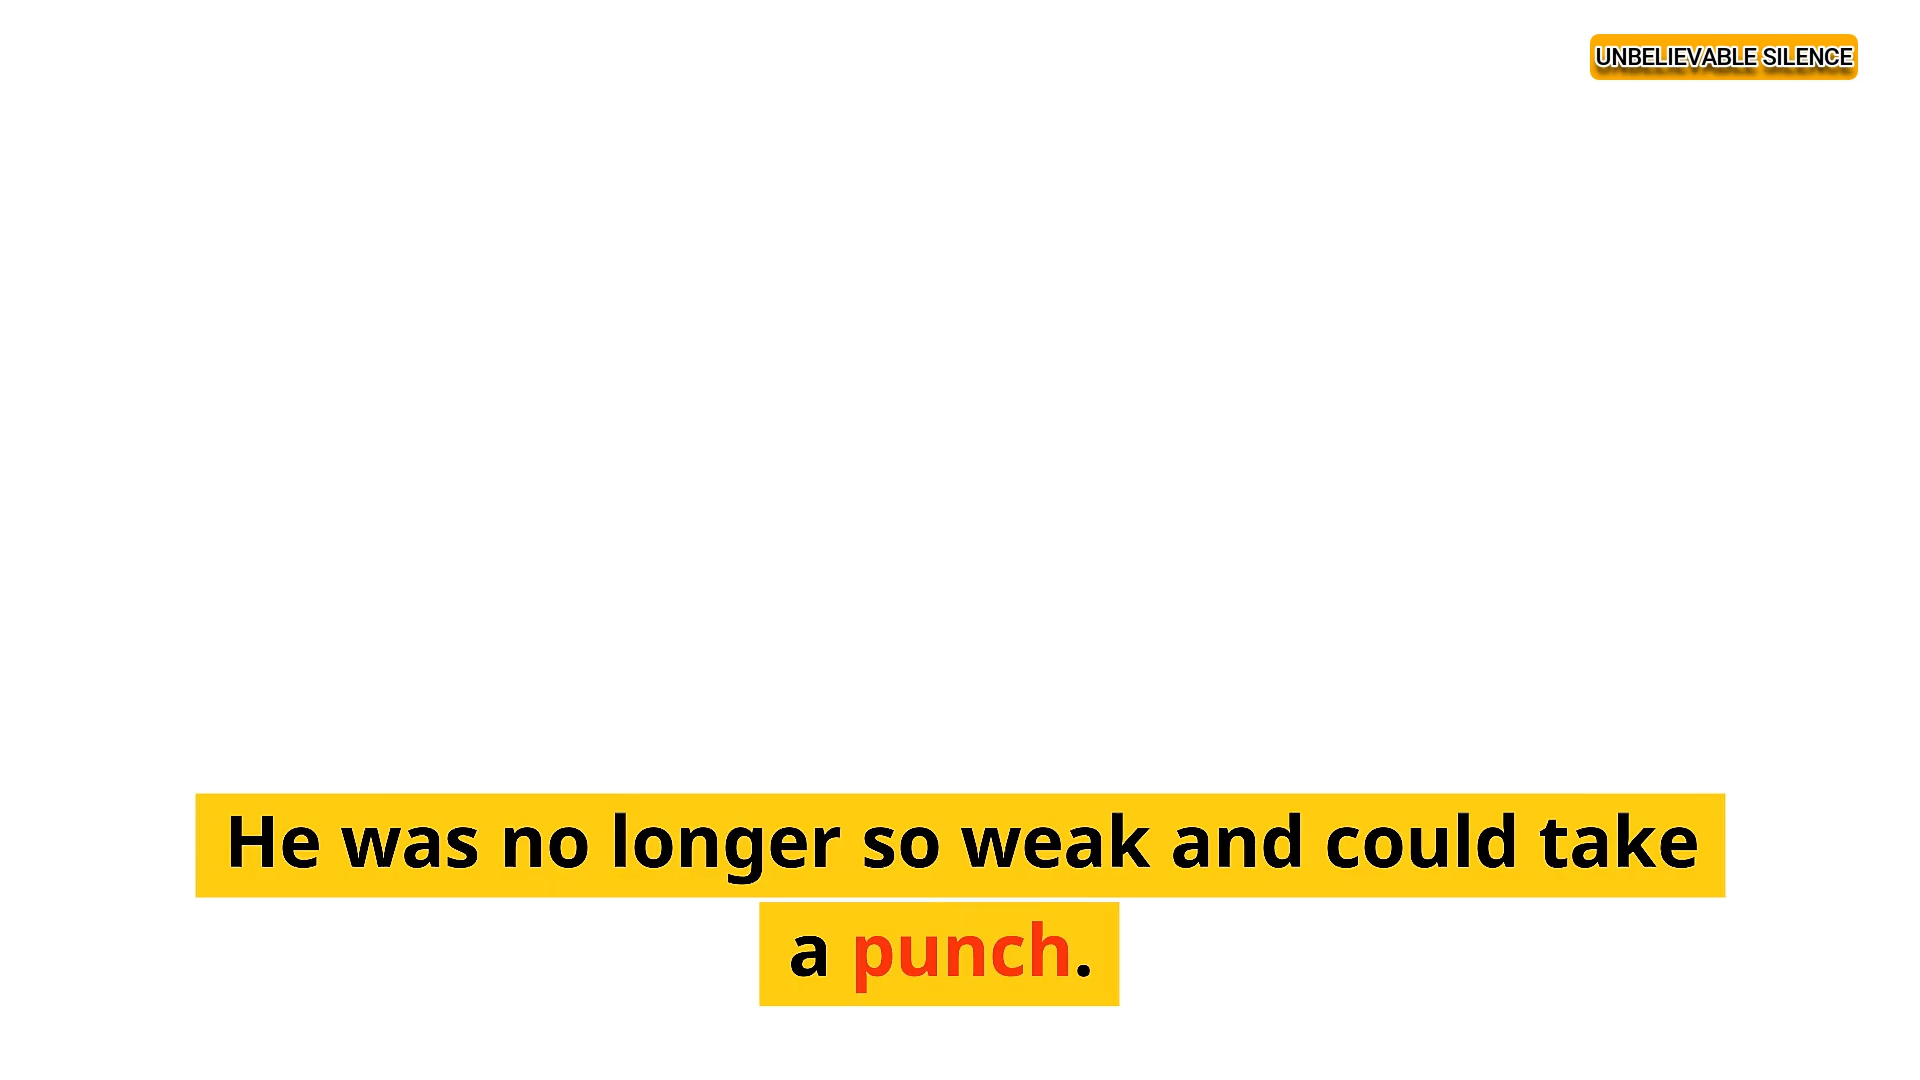 UNBELIEVABLE SILENCE
He was no longer so weak and could take
a punch.